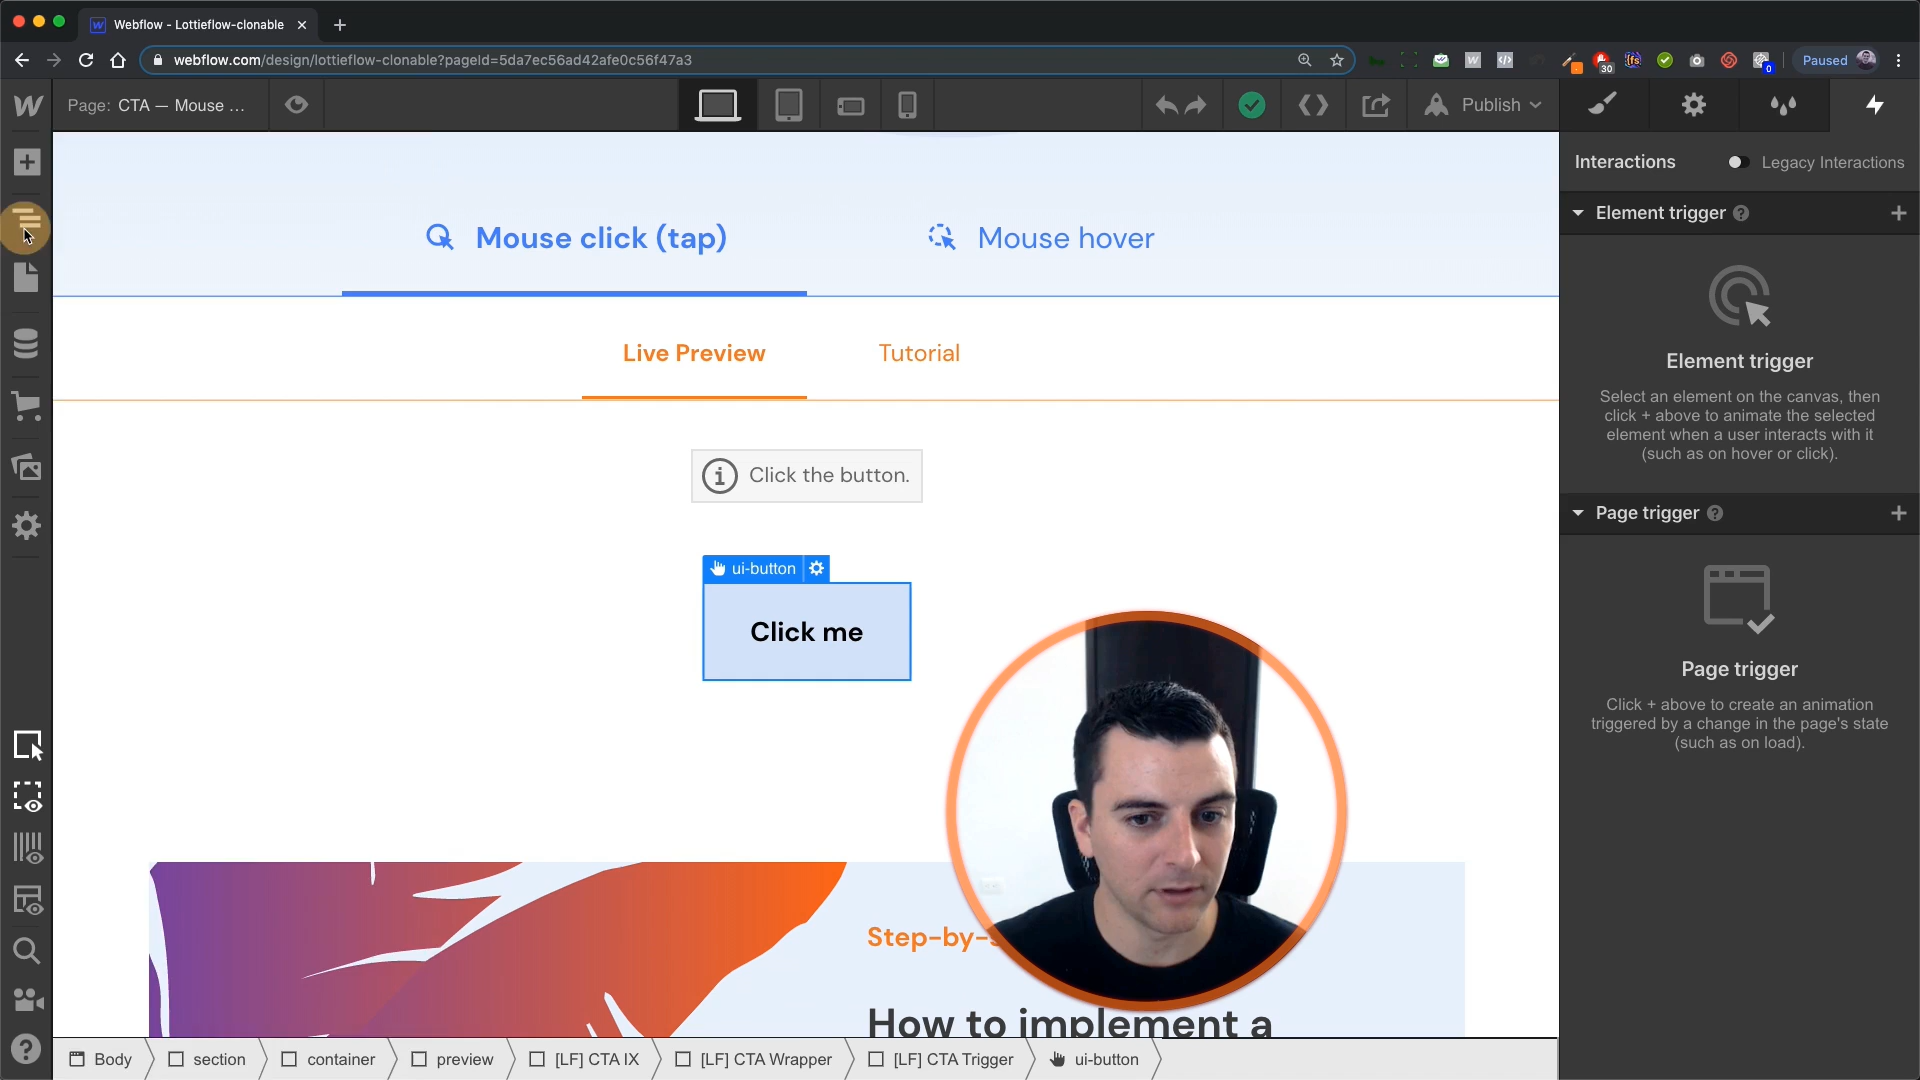 Webflow - Lottieflow-clonable
webflow.com/design/lottieflow-clonable?pageId=5da7ec56ad42afe0c56f47a3
30
0
Paused
Page: CTA — Mouse ...
Publish
Interactions
Legacy Interactions
Element trigger
Mouse click (tap)
Mouse hover
Live Preview
Tutorial
Element trigger
Select an element on the canvas, then
click + above to animate the selected
element when a user interacts with it
(such as on hover or click).
Click the button.
Page trigger
ui-button
Click me
Page trigger
Click + above to create an animation
triggered by a change in the page's state
(such as on load).
Step-by-s
How to implement a
Body
section
container
preview
[LF] CTA IX
[LF] CTA Wrapper
[LF] CTA Trigger
ui-button